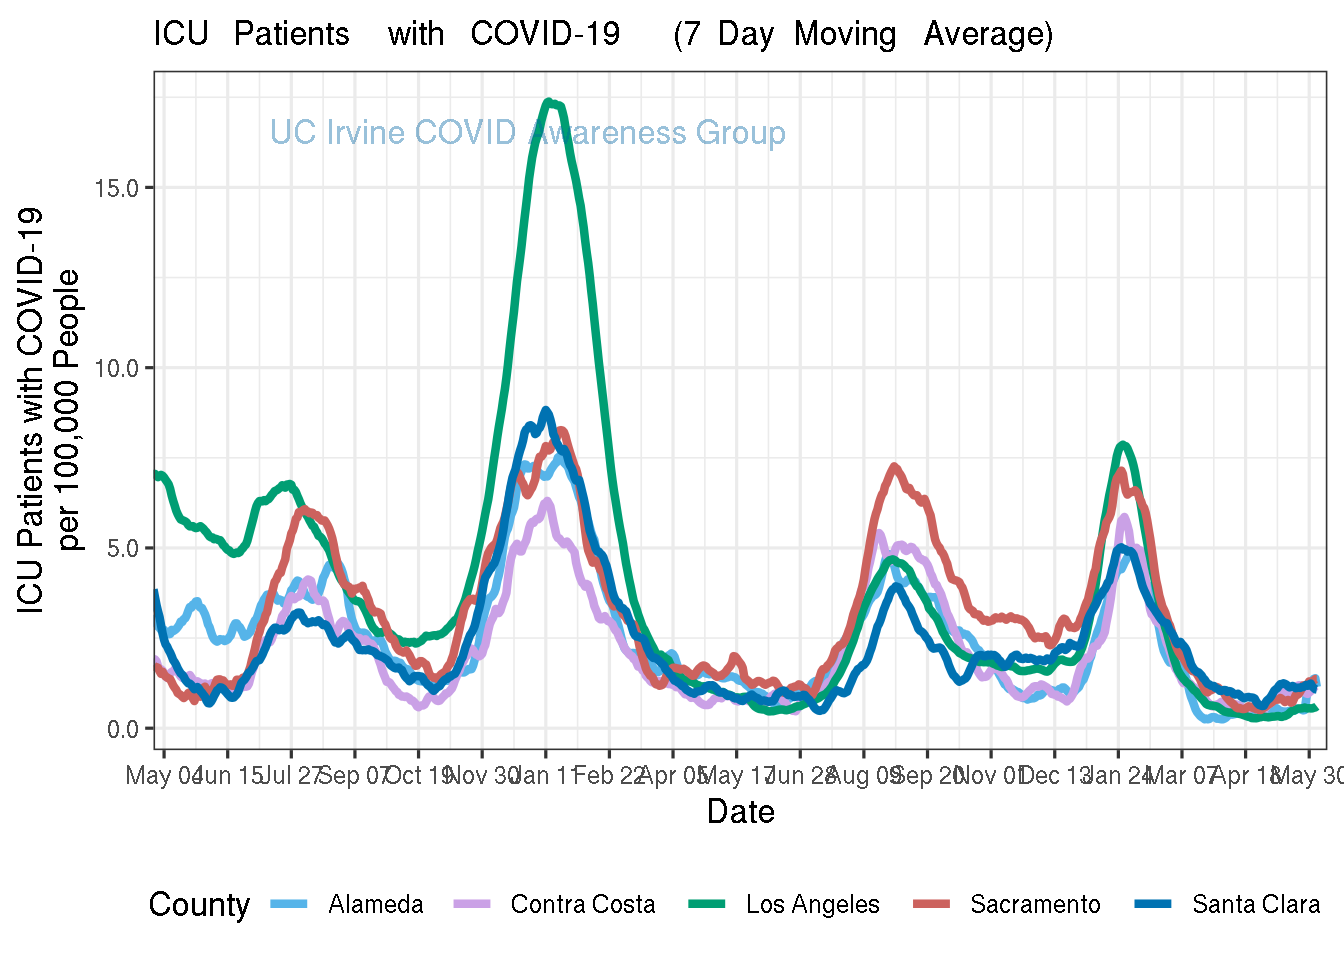 ICU Patients with COVID-19 (7 Day Moving Average)
UC Irvine COVID Awareness Group
ICU Patients with COVID-19
per 100,000 People
15.0
10.0
5.0
0.0
May 04 Jun 15 Jul 27 Sep 07 Oct 19 Nov 30 Jan 11 Feb 22 Apr 05 May 17 Jun 28 Aug 09 Sep 20 Nov 01 Dec 13 Jan 24 Mar 07 Apr 18 May 30
Date
County Alameda Contra Costa Los Angeles Sacramento Santa Clara